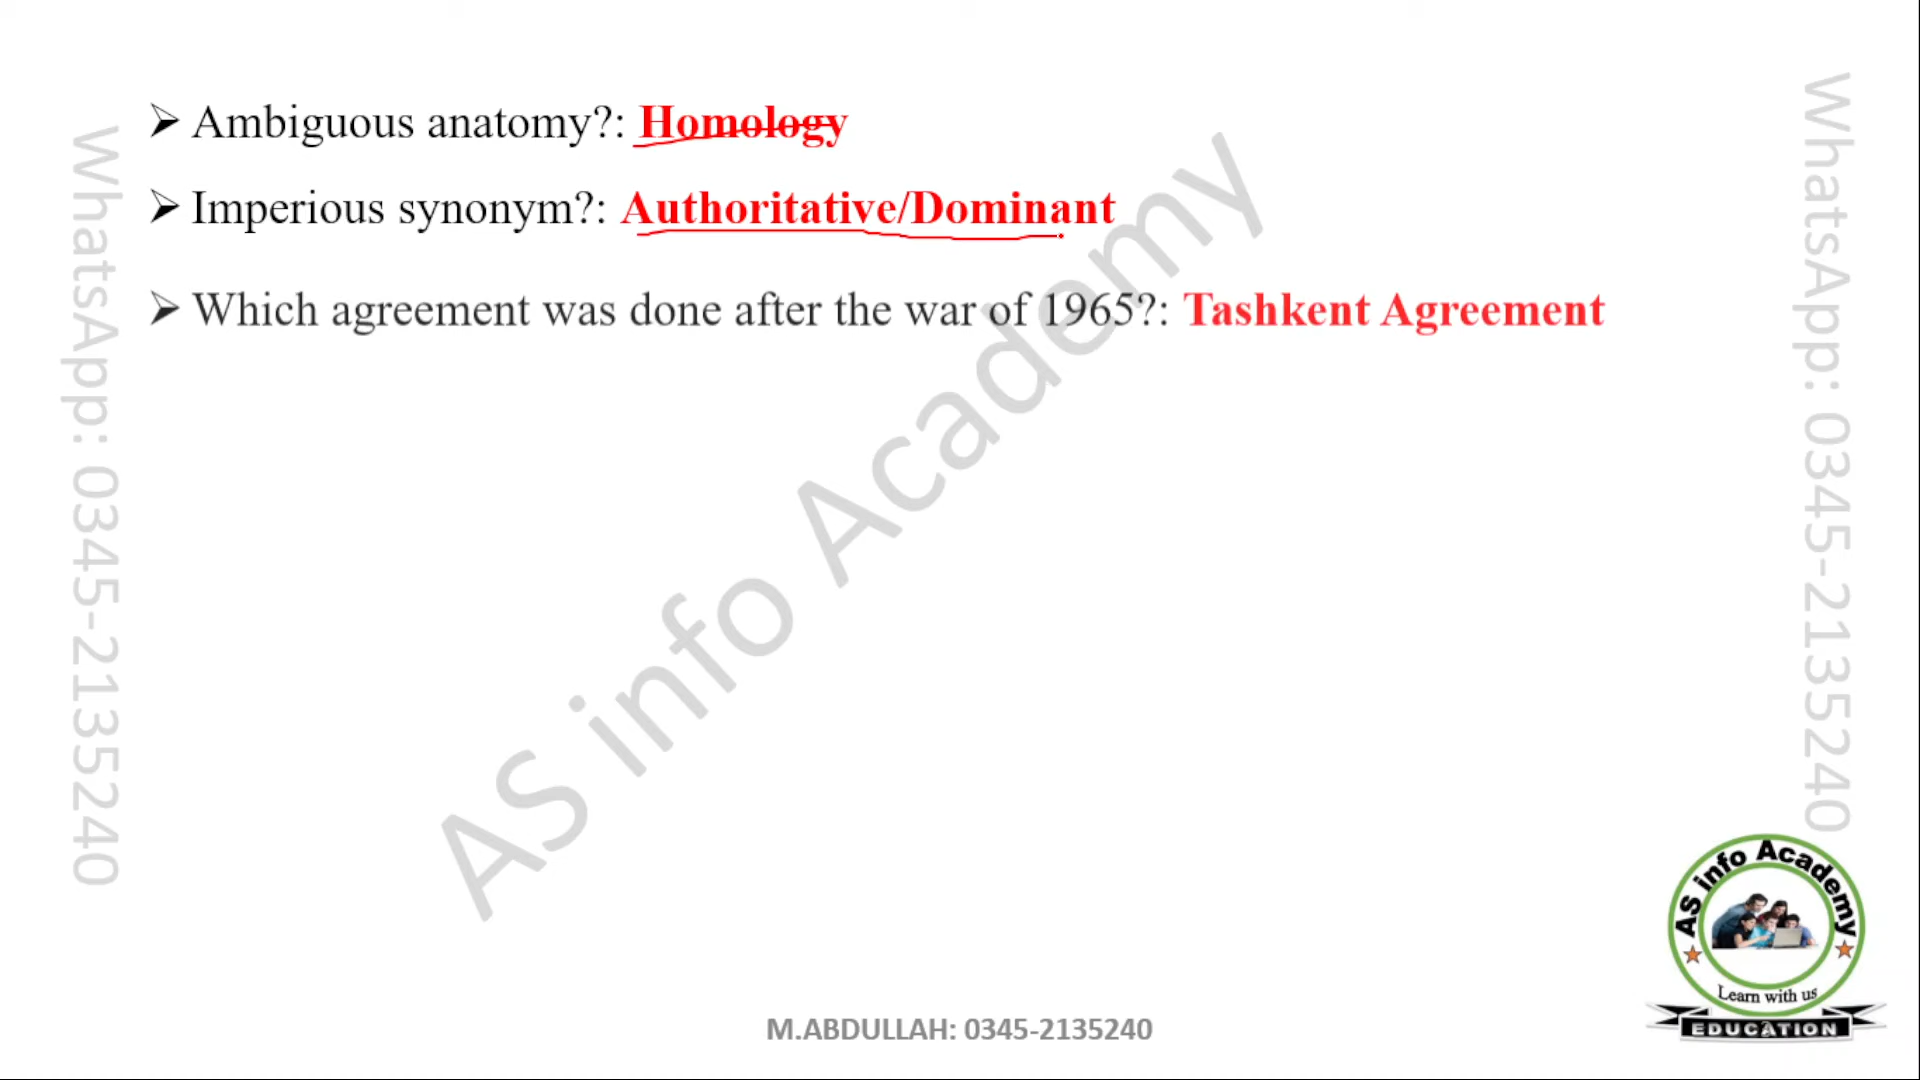 ➢ Ambiguous anatomy?: Homology
➢ Imperious synonym?: Authoritative/Dominant
➢ Which agreement was done after the war of 1965?: Tashkent Agreement
WhatsApp: 0345-2135240
AS info Academy
WhatsApp: 0345-2135240
AS info Academy
Learn with us
EDUCATION
M.ABDULLAH: 0345-2135240